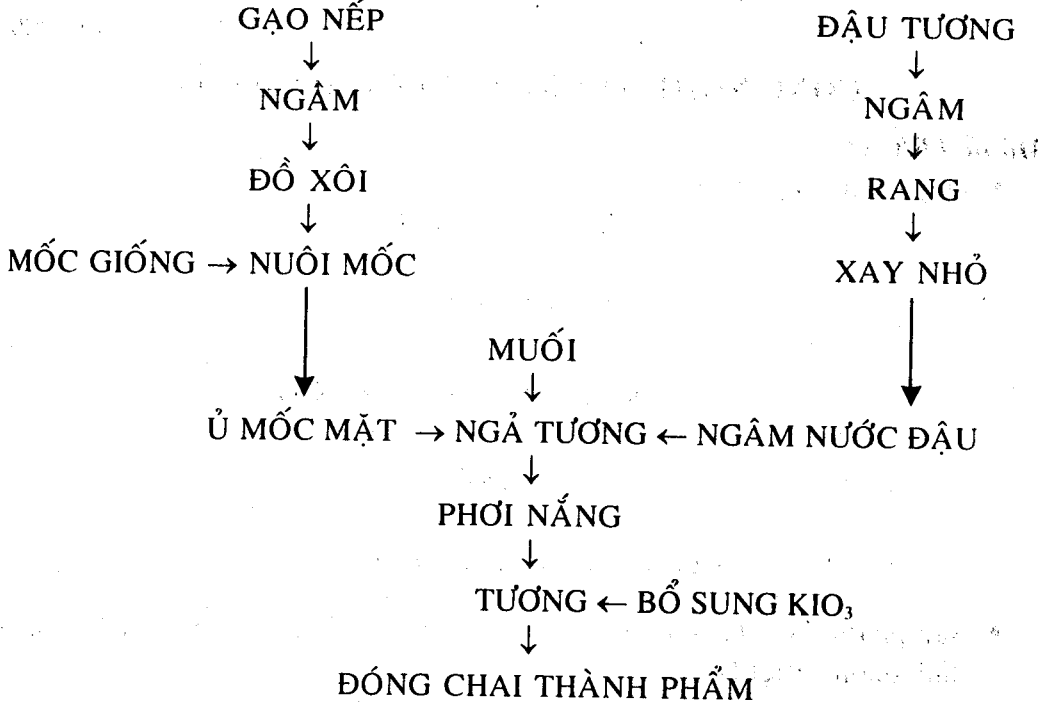 GẠO NẾP
ĐẬU TƯƠNG
NGÂM
NGÂM
ĐỒ XÔI
RANG
MỐC GIỐNG → NUÔI MỐC
XAY NHỎ
MUỐI
Ủ MỐC MẶT → NGẢ TƯƠNG ← NGÂM NƯỚC ĐẬU
PHƠI NẮNG
TƯƠNG ← BỔ SUNG KIO₃
ĐÓNG CHAI THÀNH PHẨM